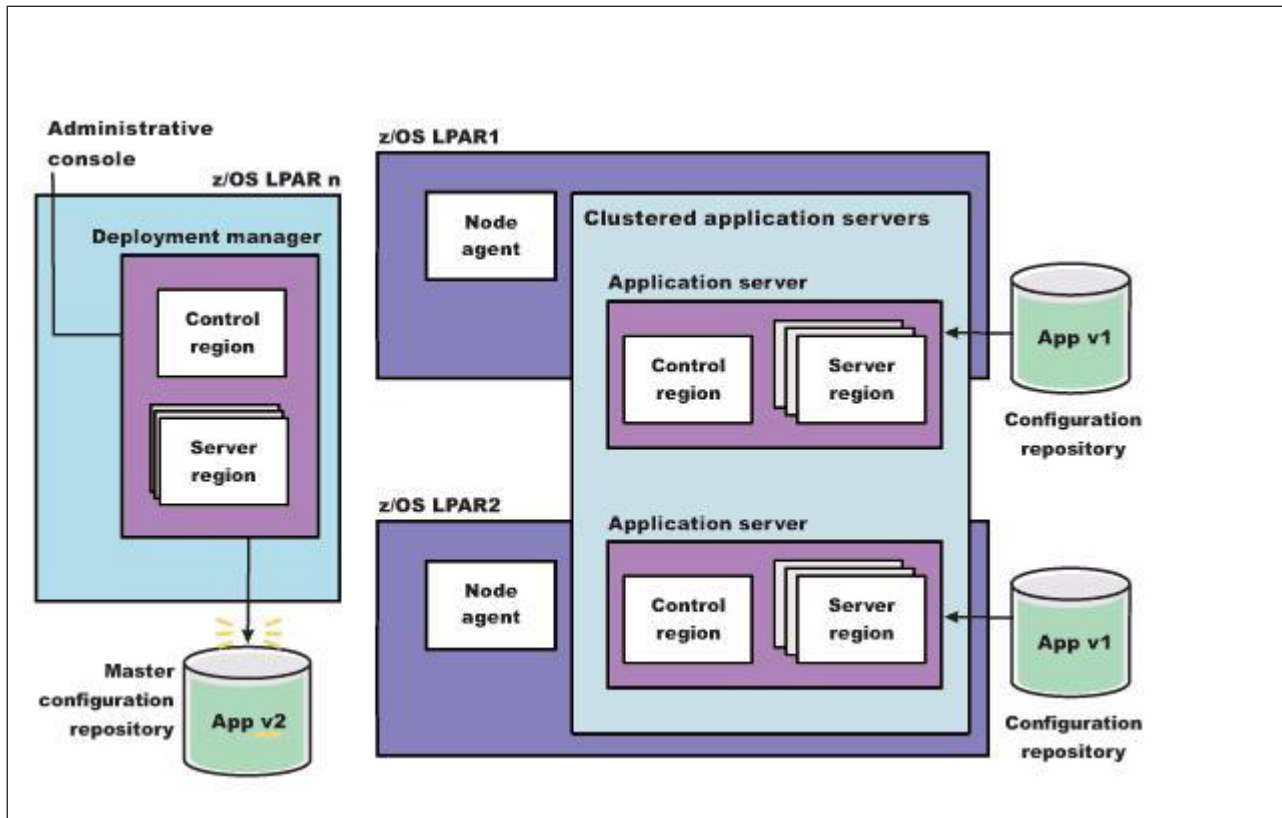 Administrative
console
z/OS LPAR n
Deployment manager
Control
region
Server
region
Master
configuration
repository
App v2
z/OS LPAR1
Node
agent
Clustered application servers
Application server
Control
region
Server
region
App v1
Configuration
repository
z/OS LPAR2
Node
agent
Application server
Control
region
Server
region
App v1
Configuration
repository